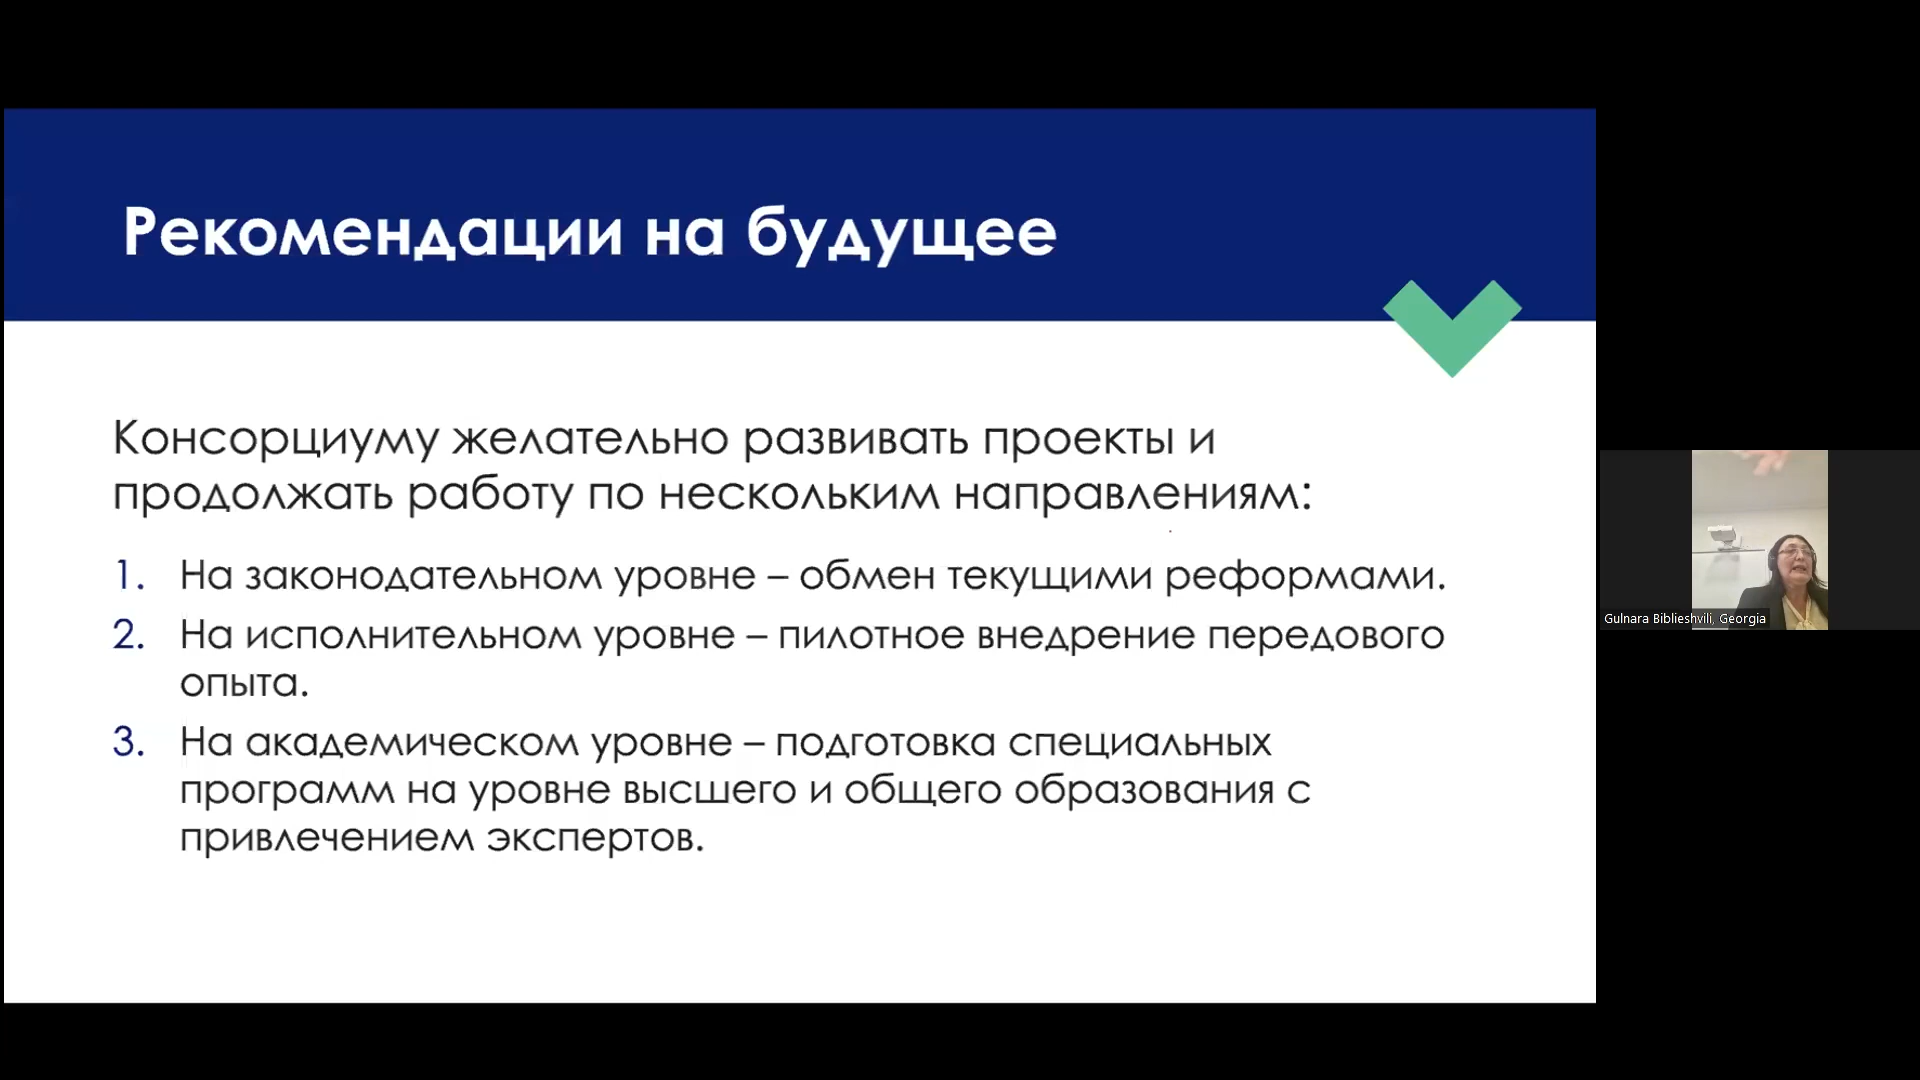 Рекомендации на будущее
Консорциуму желательно развивать проекты и
продолжать работу по нескольким направлениям:
1. На законодательном уровне – обмен текущими реформами.
2. На исполнительном уровне – пилотное внедрение передового
опыта.
3. На академическом уровне – подготовка специальных
программ на уровне высшего и общего образования с
привлечением экспертов.
Gulnara Biblieshvili, Georgia